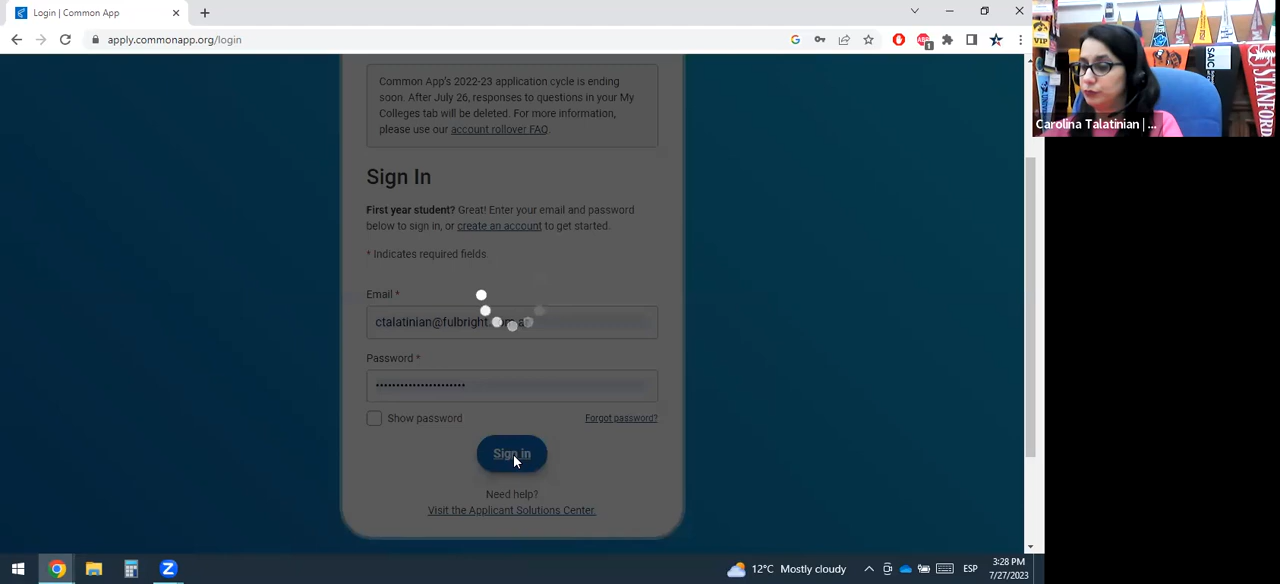 Login | Common App
apply.commonapp.org/login
Common App's 2022-23 application cycle is ending
soon. After July 26, responses to questions in your My
Colleges tab will be deleted. For more information,
please use our account rollover FAQ.
Sign In
First year student? Great! Enter your email and password
below to sign in, or create an account to get started.
* Indicates required fields
Email *
ctalatinian@fulbright.
Password *
••••••••••••••••••••••
Show password
Forgot password?
Sign in
Need help?
Visit the Applicant Solutions Center.
VIP
SAIC
STANFORD
Carolina Talatinian | ...
1
12°C Mostly cloudy
ESP
3:28 PM
7/27/2023